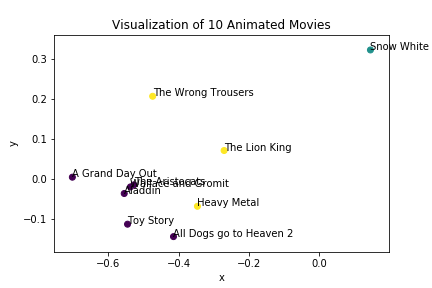 Visualization of 10 Animated Movies
Snow White
0.3
The Wrong Trousers
0.2
y
0.1
The Lion King
A Grand Day Out
0.0
The Aristocats
Wallace and Gromit
Aladdin
Heavy Metal
−0.1
Toy Story
All Dogs go to Heaven 2
−0.6
−0.4
−0.2
0.0
x